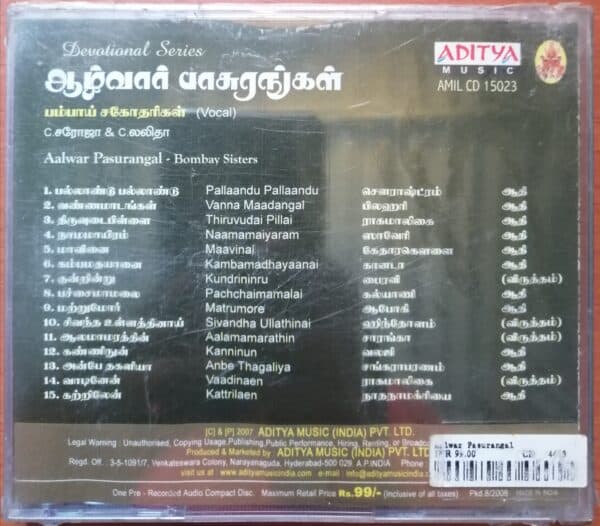 Devotional Series
ADITYA
MUSIC
ஆழ்வார் பாசுரங்கள்
AMIL CD 15023
பம்பாய் சகோதரிகள் (Vocal)
C.சரோஜா & C.லலிதா
Aalwar Pasurangal - Bombay Sisters
1. பல்லாண்டு பல்லாண்டு Pallaandu Pallaandu சௌராஷ்ட்ரம் ஆதி
2. வண்ணமாடங்கள் Vanna Maadangal பிலஹரி ஆதி
3. திருவுடைபிள்ளை Thiruvudai Pillai ராகமாலிகை ஆதி
4. நாமமாயிரம் Naamamaiyaram ஸாவேரி ஆதி
5. மாவினை Maavinai கேதாரகௌளை ஆதி
6. கம்பமதயானை Kambamadhayaanai கானடா ஆதி
7. குன்றின்று Kundrininru பைரவி (விருத்தம்)
8. பச்சைமாமலை Pachchaimamalai கல்யாணி ஆதி
9. மற்றுமோர் Matrumore ஆபோகி ஆதி
10. சிவந்த உள்ளத்தினாய் Sivandha Ullathinai ஹிந்தோளம் (விருத்தம்)
11. ஆலமாமரத்தின் Aalamamarathin சாரங்கா (விருத்தம்)
12. கண்ணிநுன் Kanninun வலஜி ஆதி
13. அன்பே தகளியா Anbe Thagaliya சங்கராபரணம் ஆதி
14. வாடினேன் Vaadinaen ராகமாலிகை (விருத்தம்)
15. கற்றிலேன் Kattrilaen நாதநாமக்ரியை ஆதி
[C] & [P] 2007 ADITYA MUSIC (INDIA) PVT. LTD.
Legal Warning : Unauthorised, Copying Usage,Publishing,Public Performance, Hiring, Renting, or Broadc
Produced & Marketed by : ADITYA MUSIC (INDIA) PVT. LTD.
Regd. Off : 3-5-1091/7, Venkateswara Colony, Narayanaguda, Hyderabad-500 029. A.P.INDIA
visit us at www.adityamusicindia.com email:
Pasurangal
99.00
One Pre - Recorded Audio Compact Disc. Maximum Retail Price Rs.99/- (Inclusive of all taxes) Pkd.8/2008 MADE IN INDIA